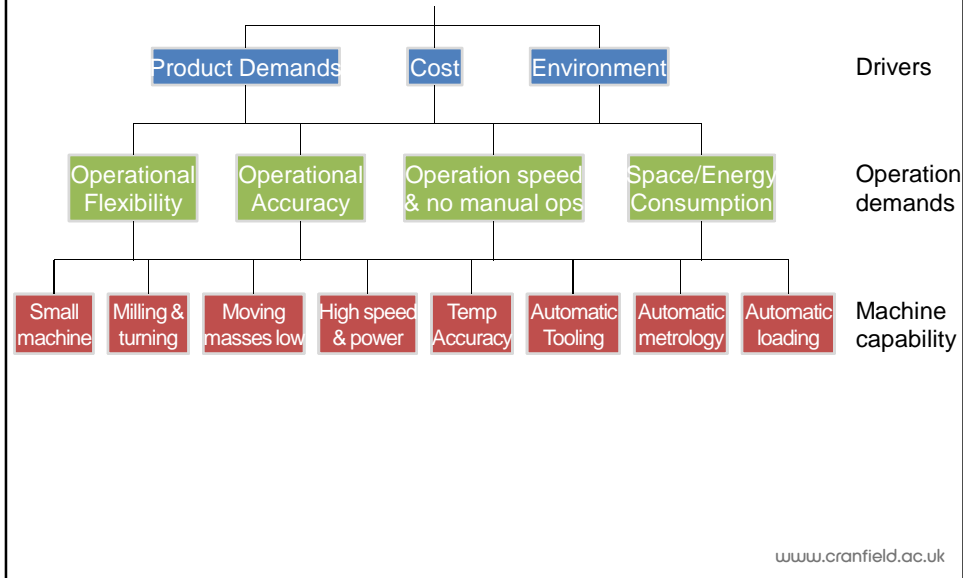 Product Demands
Cost
Environment
Drivers
Operational
Flexibility
Operational
Accuracy
Operation speed
& no manual ops
Space/Energy
Consumption
Operation
demands
Small
machine
Milling &
turning
Moving
masses low
High speed
& power
Temp
Accuracy
Automatic
Tooling
Automatic
metrology
Automatic
loading
Machine
capability
www.cranfield.ac.uk